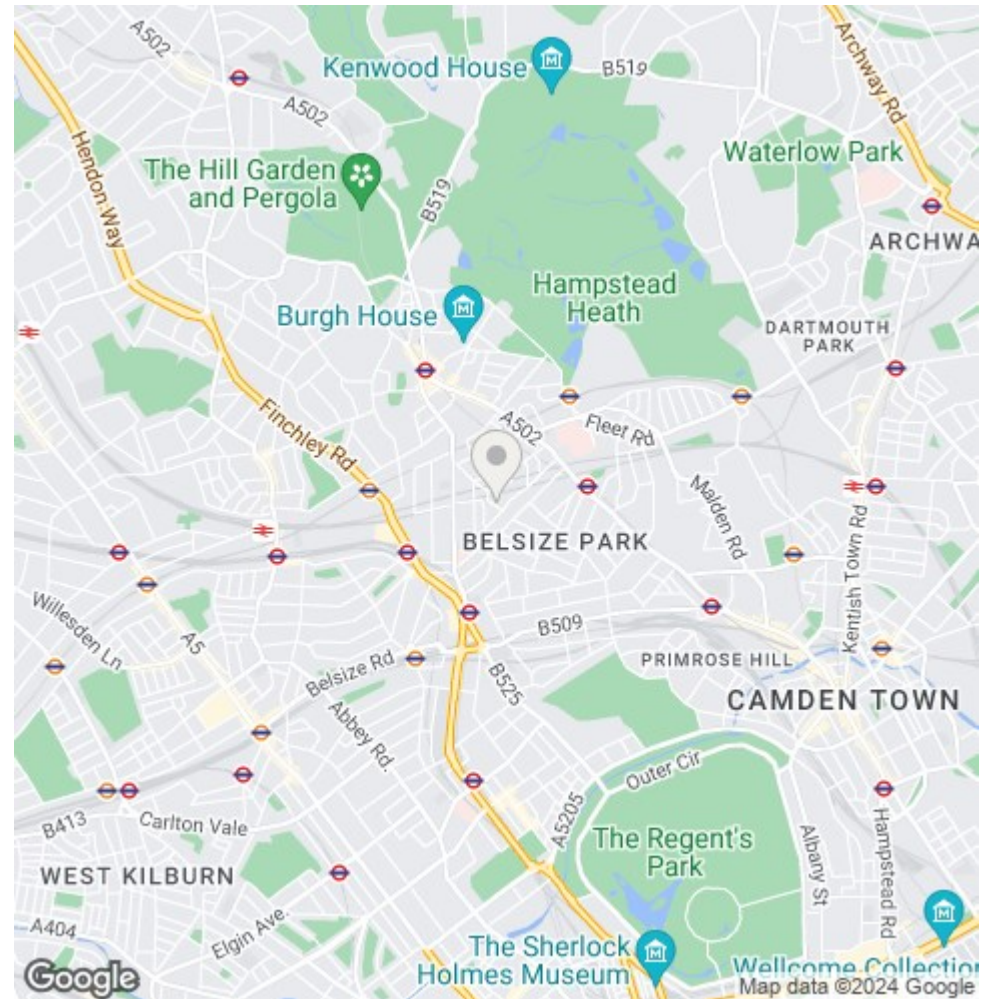 A502
Kenwood House
B519
Archway Rd
A502
Hendon Way
The Hill Garden
and Pergola
B519
Waterlow Park
ARCHWA
Hampstead
Heath
Burgh House
DARTMOUTH
PARK
Finchley Rd
A502
Fleet Rd
Malden Rd
BELSIZE PARK
Kentish Town Rd
Willesden Ln
A5
B509
Belsize Rd
B525
PRIMROSE HILL
CAMDEN TOWN
Abbey Rd.
Outer Cir
A5205
B413
Carlton Vale
The Regent's
Park
Albany St
Hampstead Rd
WEST KILBURN
Elgin Ave.
A404
The Sherlock
Holmes Museum
Wellcome Collection
Google
Map data ©2024 Google